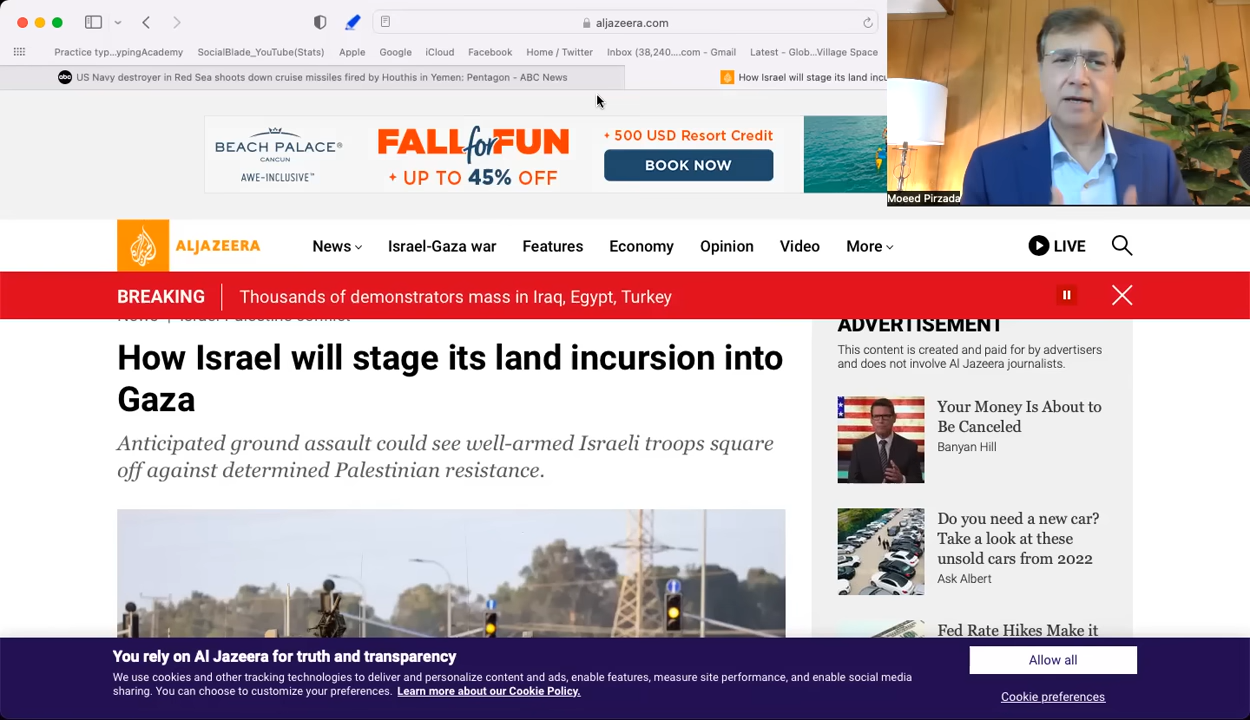 aljazeera.com
Practice typ...ypingAcademy
SocialBlade_YouTube(Stats)
Apple
Google
iCloud
Facebook
Home / Twitter
Inbox (38,240....com - Gmail
Latest - Glob...Village Space
abc
US Navy destroyer in Red Sea shoots down cruise missiles fired by Houthis in Yemen: Pentagon - ABC News
How Israel will stage its land incu
BEACH PALACE®
CANCUN
AWE-INCLUSIVE™
FALL for FUN
+ UP TO 45% OFF
+ 500 USD Resort Credit
BOOK NOW
Moeed Pirzada
ALJAZEERA
News
Israel-Gaza war
Features
Economy
Opinion
Video
More
LIVE
BREAKING
Thousands of demonstrators mass in Iraq, Egypt, Turkey
News | Israel-Palestine conflict
How Israel will stage its land incursion into
Gaza
Anticipated ground assault could see well-armed Israeli troops square
off against determined Palestinian resistance.
ADVERTISEMENT
This content is created and paid for by advertisers
and does not involve Al Jazeera journalists.
Your Money Is About to
Be Canceled
Banyan Hill
Do you need a new car?
Take a look at these
unsold cars from 2022
Ask Albert
Fed Rate Hikes Make it
You rely on Al Jazeera for truth and transparency
We use cookies and other tracking technologies to deliver and personalize content and ads, enable features, measure site performance, and enable social media
sharing. You can choose to customize your preferences. Learn more about our Cookie Policy.
Allow all
Cookie preferences